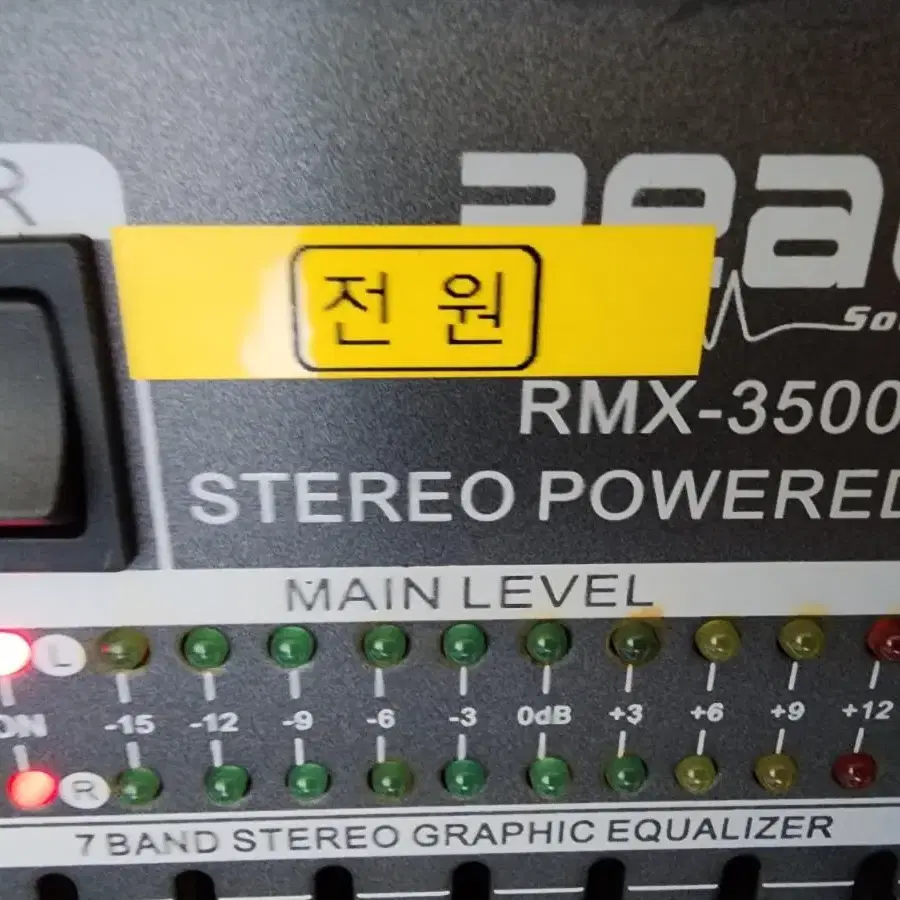 R
전 원
RMX-3500
STEREO POWERED
MAIN LEVEL
L
ON -15 -12 -9 -6 -3 0dB +3 +6 +9 +12
R
7 BAND STEREO GRAPHIC EQUALIZER